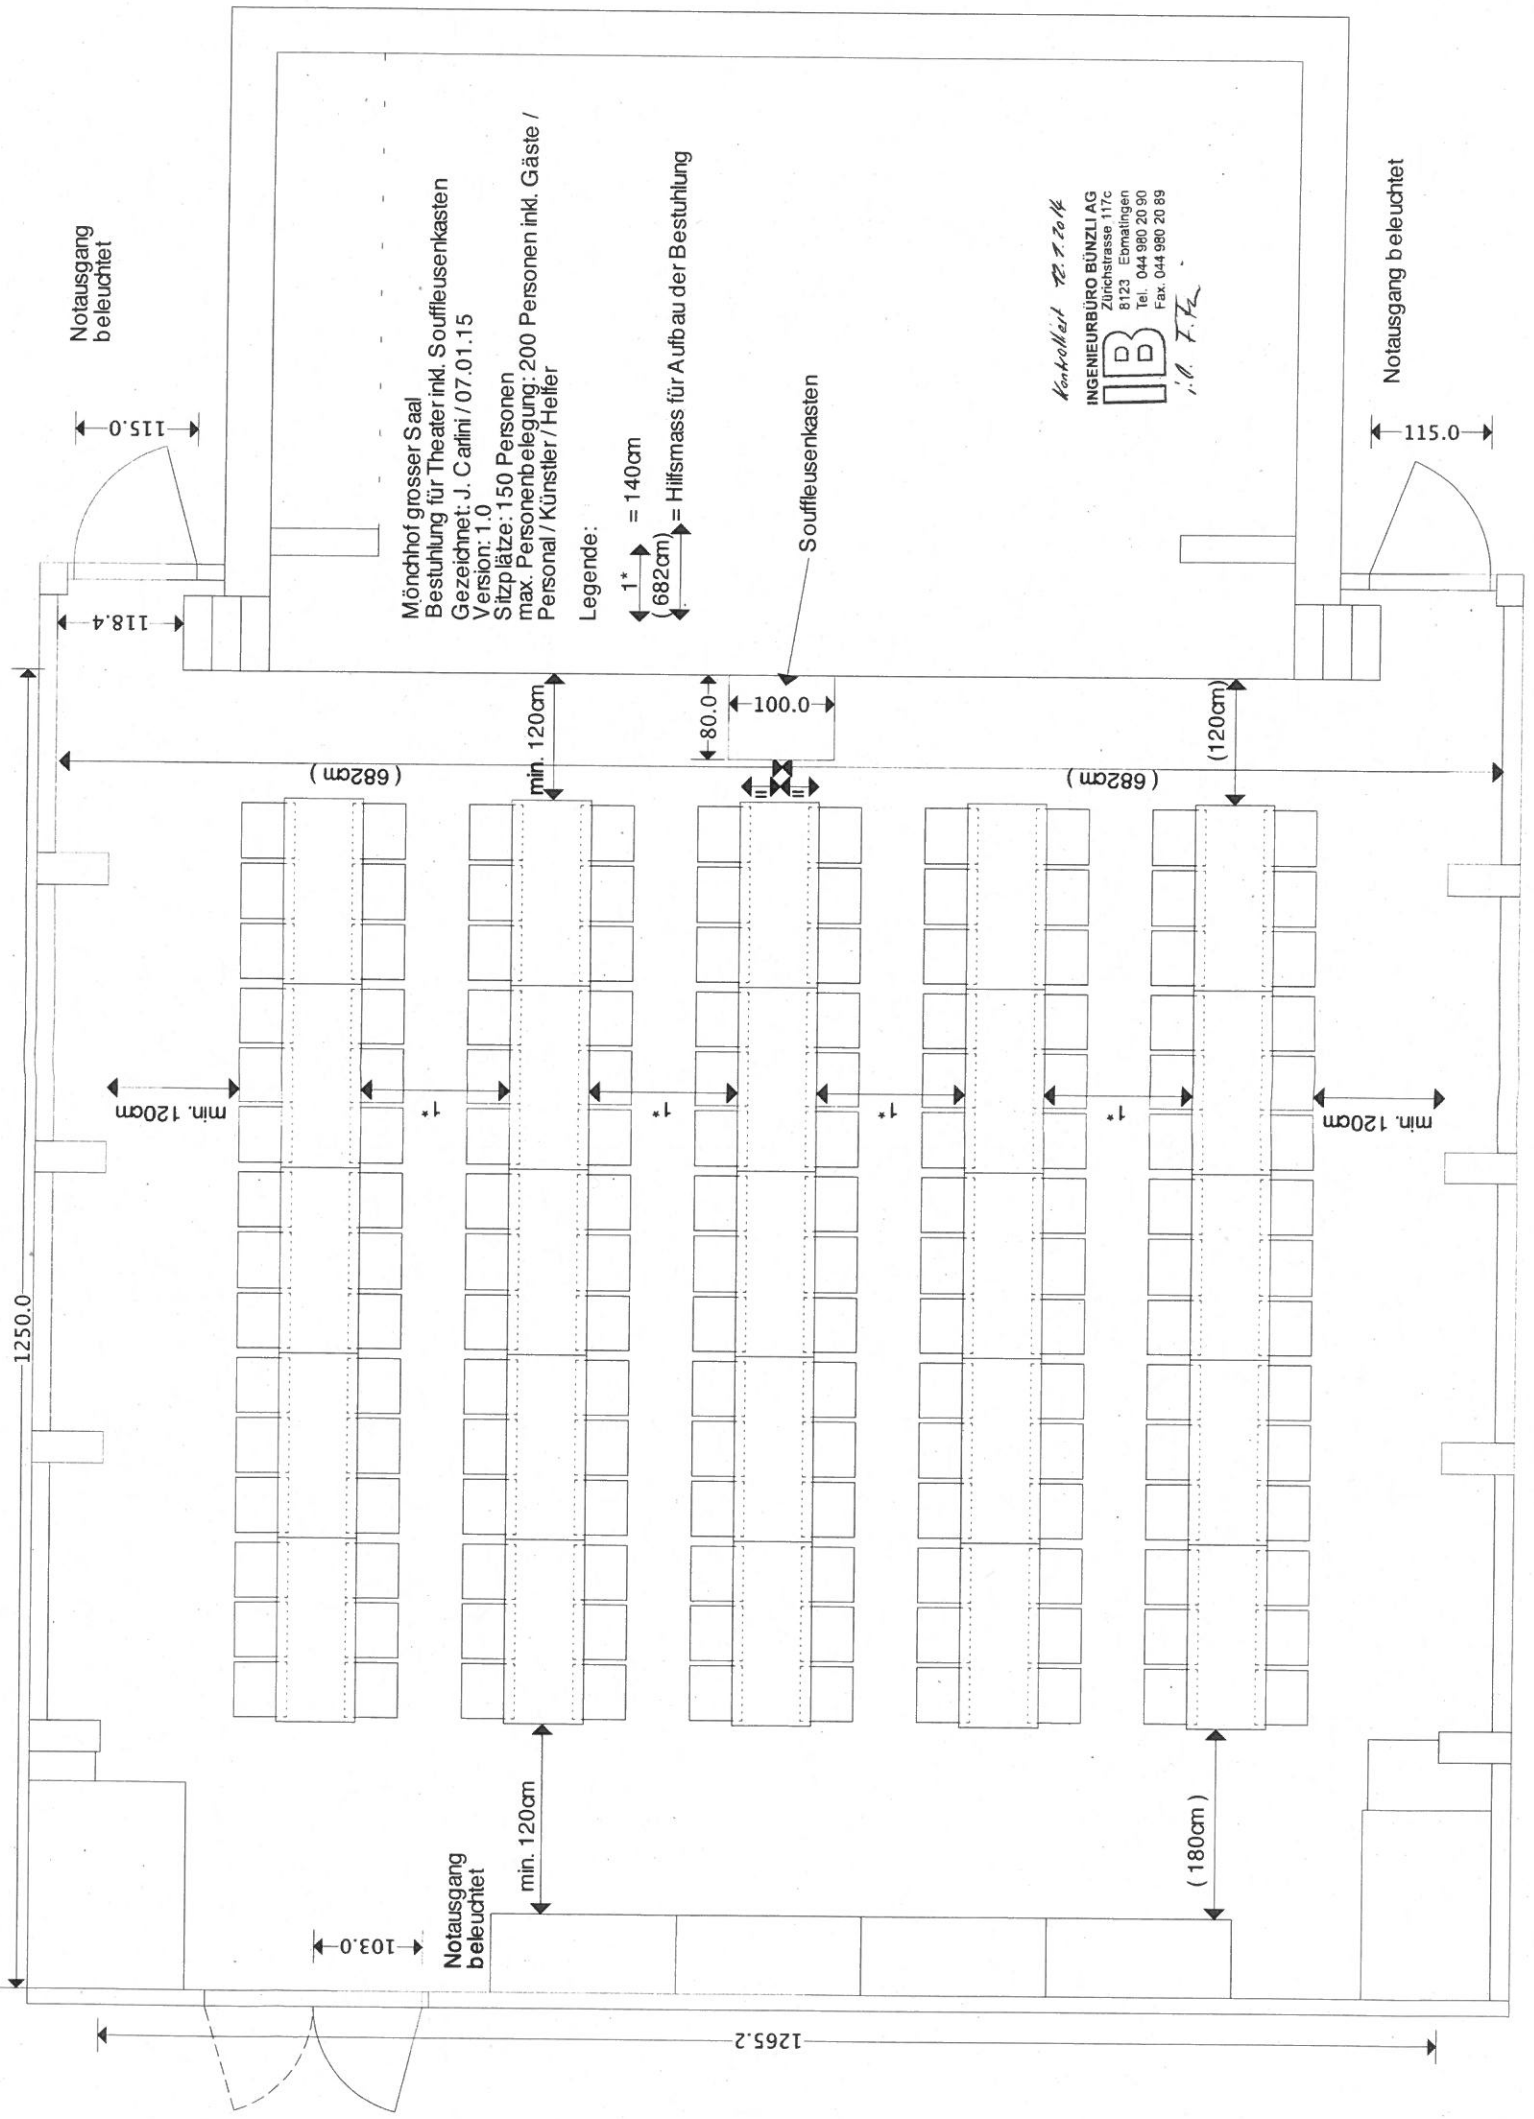 Mönchhof grosser Saal
Bestuhlung für Theater inkl. Souffleusenkasten
Gezeichnet: J. Carlini / 07.01.15
Version: 1.0
Sitzplätze: 150 Personen
max. Personenbelegung: 200 Personen inkl. Gäste /
Personal / Künstler / Helfer
Legende:
1* = 140cm
(682cm) = Hilfsmass für Aufbau der Bestuhlung
Souffleusenkasten
INGENIEURBÜRO BÜNZLI AG
IIB
Zürichstrasse 117c
8123 Ebmatingen
Tel. 044 980 20 90
Fax. 044 980 20 89
Notausgang
beleuchtet
115.0
118.4
Notausgang beleuchtet
115.0
1250.0
(682cm)
min. 120cm
80.0
100.0
=
=
(682cm)
(120cm)
min. 120cm
1*
1*
1*
1*
min. 120cm
min. 120cm
(180cm)
Notausgang
beleuchtet
103.0
1265.2